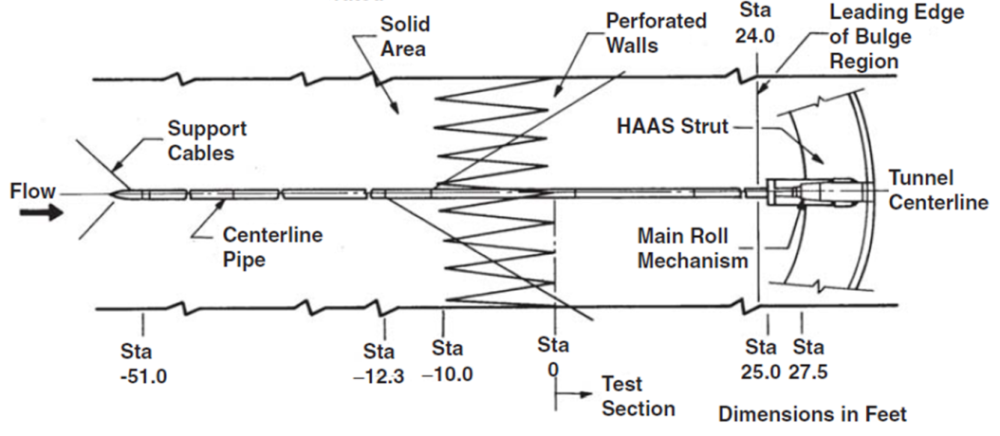 Solid
Area
Perforated
Walls
Sta
24.0
Leading Edge
of Bulge
Region
Support
Cables
HAAS Strut
Flow
Tunnel
Centerline
Centerline
Pipe
Main Roll
Mechanism
Sta
-51.0
Sta
–12.3
Sta
–10.0
Sta
0
Sta
25.0
Sta
27.5
Test
Section
Dimensions in Feet